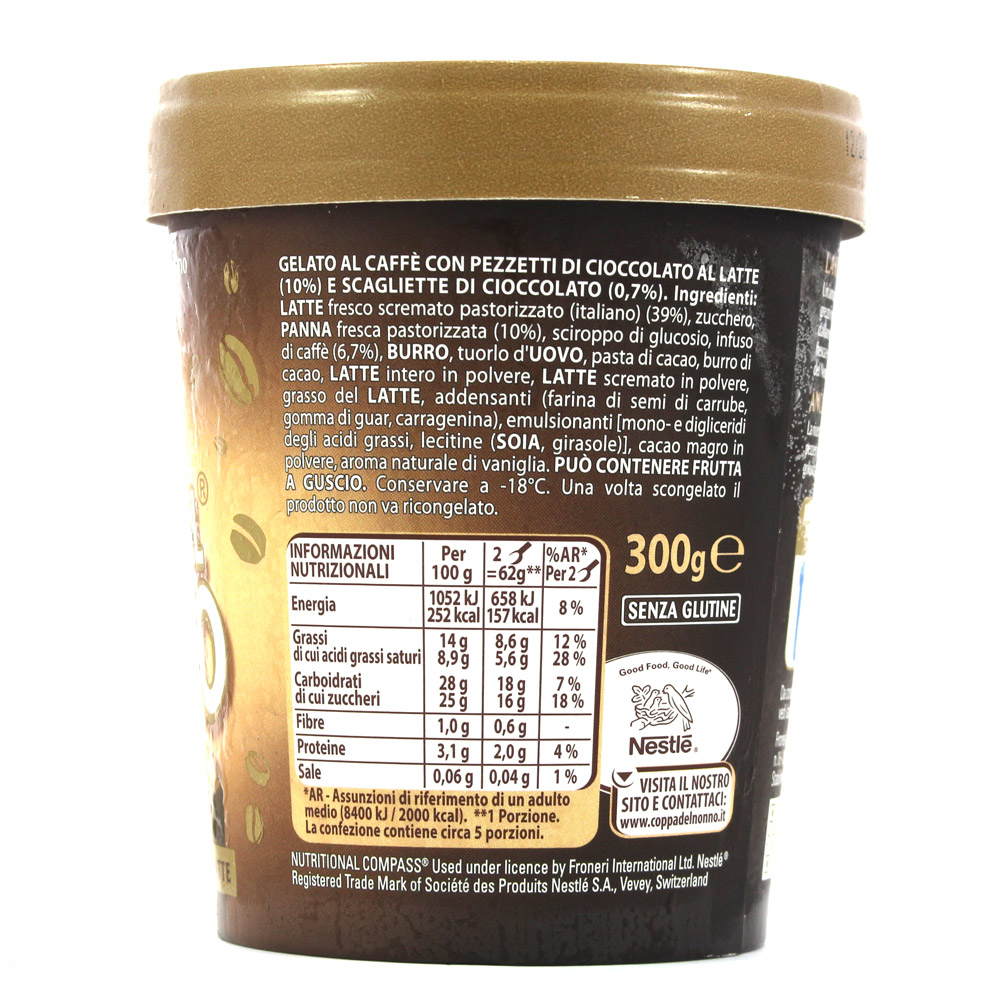 GELATO AL CAFFÈ CON PEZZETTI DI CIOCCOLATO AL LATTE
(10%) E SCAGLIETTE DI CIOCCOLATO (0,7%). Ingredienti:
LATTE fresco scremato pastorizzato (italiano) (39%), zucchero,
PANNA fresca pastorizzata (10%), sciroppo di glucosio, infuso
di caffè (6,7%), BURRO, tuorlo d'UOVO, pasta di cacao, burro di
cacao, LATTE intero in polvere, LATTE scremato in polvere,
grasso del LATTE, addensanti (farina di semi di carrube,
gomma di guar, carragenina), emulsionanti [mono- e digliceridi
degli acidi grassi, lecitine (SOIA, girasole)], cacao magro in
polvere, aroma naturale di vaniglia. PUÒ CONTENERE FRUTTA
A GUSCIO. Conservare a -18°C. Una volta scongelato il
prodotto non va ricongelato.
INFORMAZIONI NUTRIZIONALI Per 100 g 2 =62g** %AR* Per 2
Energia 1052 kJ 252 kcal 658 kJ 157 kcal 8 %
Grassi 14 g 8,6 g 12 %
di cui acidi grassi saturi 8,9 g 5,6 g 28 %
Carboidrati 28 g 18 g 7 %
di cui zuccheri 25 g 16 g 18 %
Fibre 1,0 g 0,6 g -
Proteine 3,1 g 2,0 g 4 %
Sale 0,06 g 0,04 g 1 %
*AR - Assunzioni di riferimento di un adulto
medio (8400 kJ / 2000 kcal). **1 Porzione.
La confezione contiene circa 5 porzioni.
300g e
SENZA GLUTINE
Good Food, Good Life®
Nestlé®
VISITA IL NOSTRO
SITO E CONTATTACI:
www.coppadelnonno.it
NUTRITIONAL COMPASS® Used under licence by Froneri International Ltd. Nestlé®
Registered Trade Mark of Société des Produits Nestlé S.A., Vevey, Switzerland